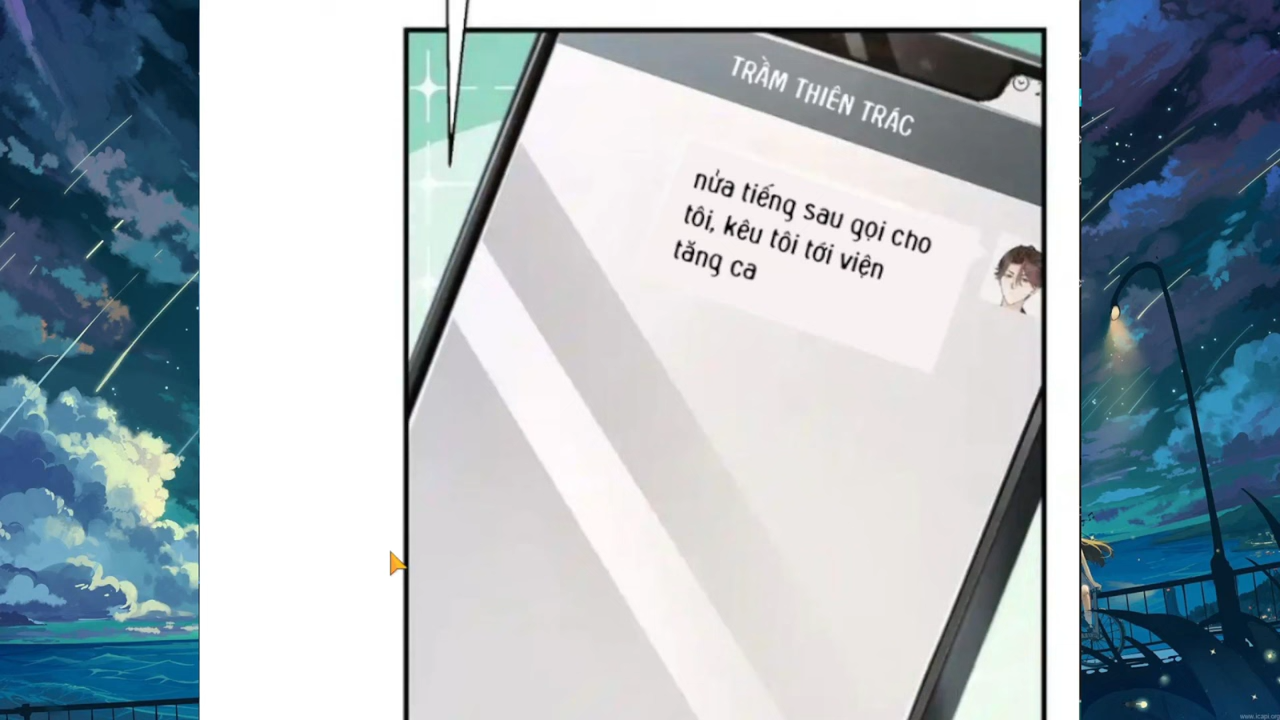 TRẦM THIÊN TRÁC
nửa tiếng sau gọi cho
tôi, kêu tôi tới viện
tăng ca